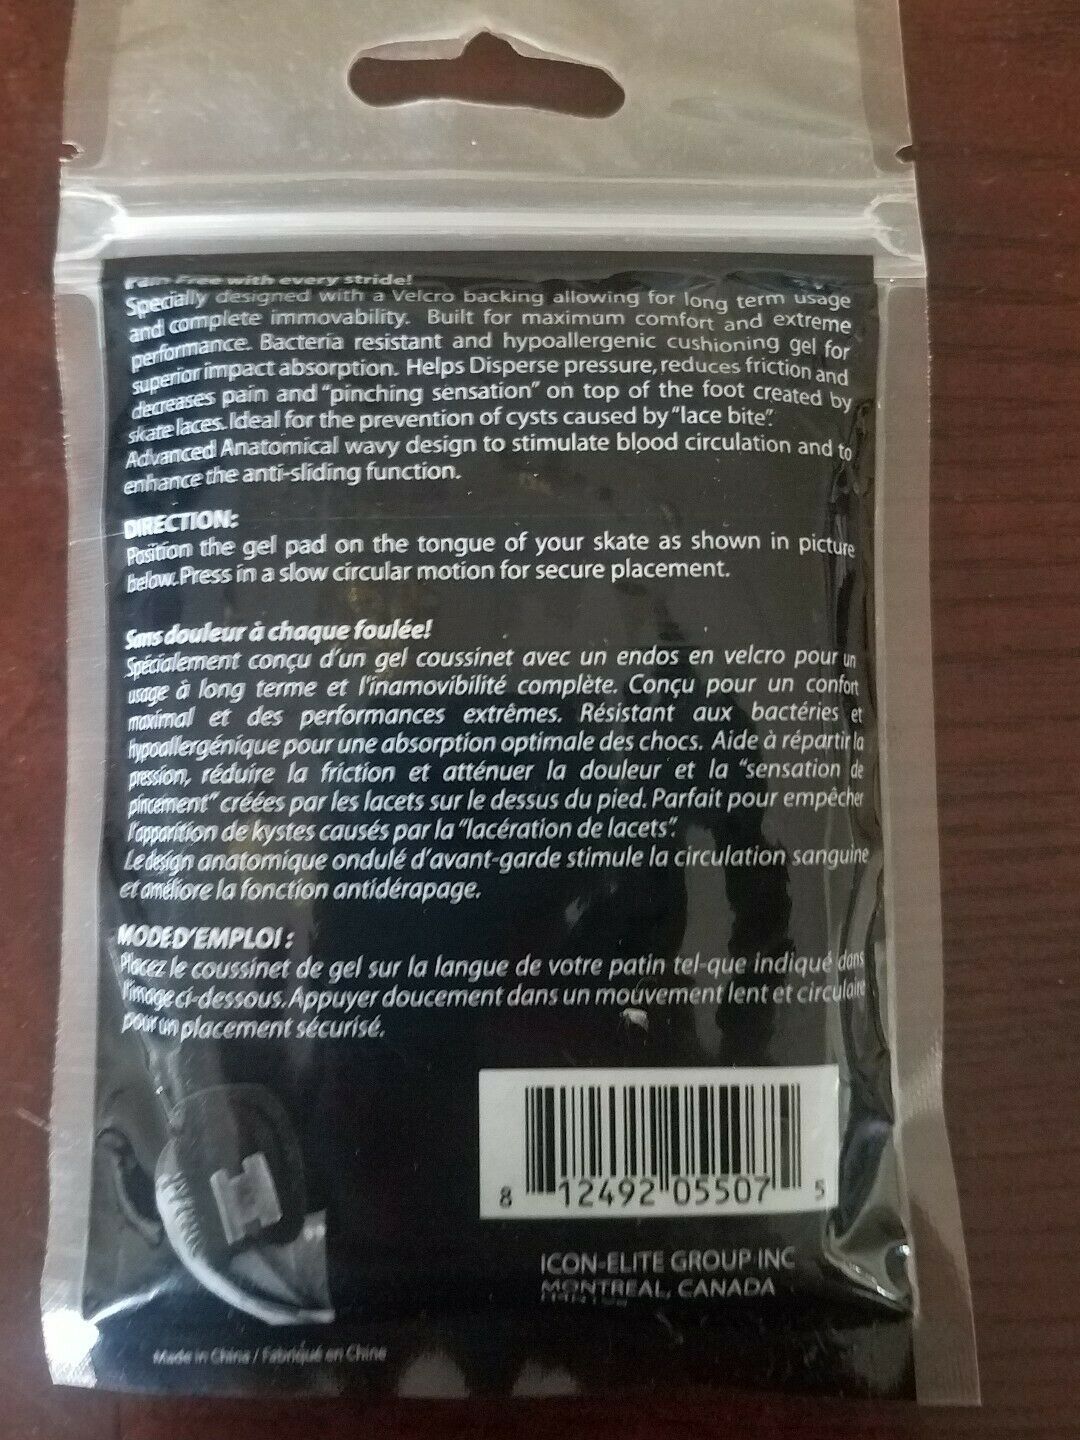 Pain Free with every stride!
Specially designed with a Velcro backing allowing for long term usage
and complete immovability. Built for maximum comfort and extreme
performance. Bacteria resistant and hypoallergenic cushioning gel for
superior impact absorption. Helps Disperse pressure, reduces friction and
decreases pain and "pinching sensation" on top of the foot created by
skate laces. Ideal for the prevention of cysts caused by "lace bite".
Advanced Anatomical wavy design to stimulate blood circulation and to
enhance the anti-sliding function.
DIRECTION:
Position the gel pad on the tongue of your skate as shown in picture
below. Press in a slow circular motion for secure placement.
Sans douleur à chaque foulée!
Spécialement conçu d'un gel coussinet avec un endos en velcro pour un
usage à long terme et l'inamovibilité complète. Conçu pour un confort
maximal et des performances extrêmes. Résistant aux bactéries et
hypoallergénique pour une absorption optimale des chocs. Aide à répartir la
pression, réduire la friction et atténuer la douleur et la "sensation de
pincement" créées par les lacets sur le dessus du pied. Parfait pour empêcher
l'apparition de kystes causés par la "lacération de lacets".
Le design anatomique ondulé d'avant-garde stimule la circulation sanguine
et améliore la fonction antidérapage.
MODE D'EMPLOI :
Placez le coussinet de gel sur la langue de votre patin tel-que indiqué dans
l'image ci-dessous. Appuyer doucement dans un mouvement lent et circulaire
pour un placement sécurisé.
8 12492 05507 5
ICON-ELITE GROUP INC
MONTREAL, CANADA
Made in China / Fabriqué en Chine